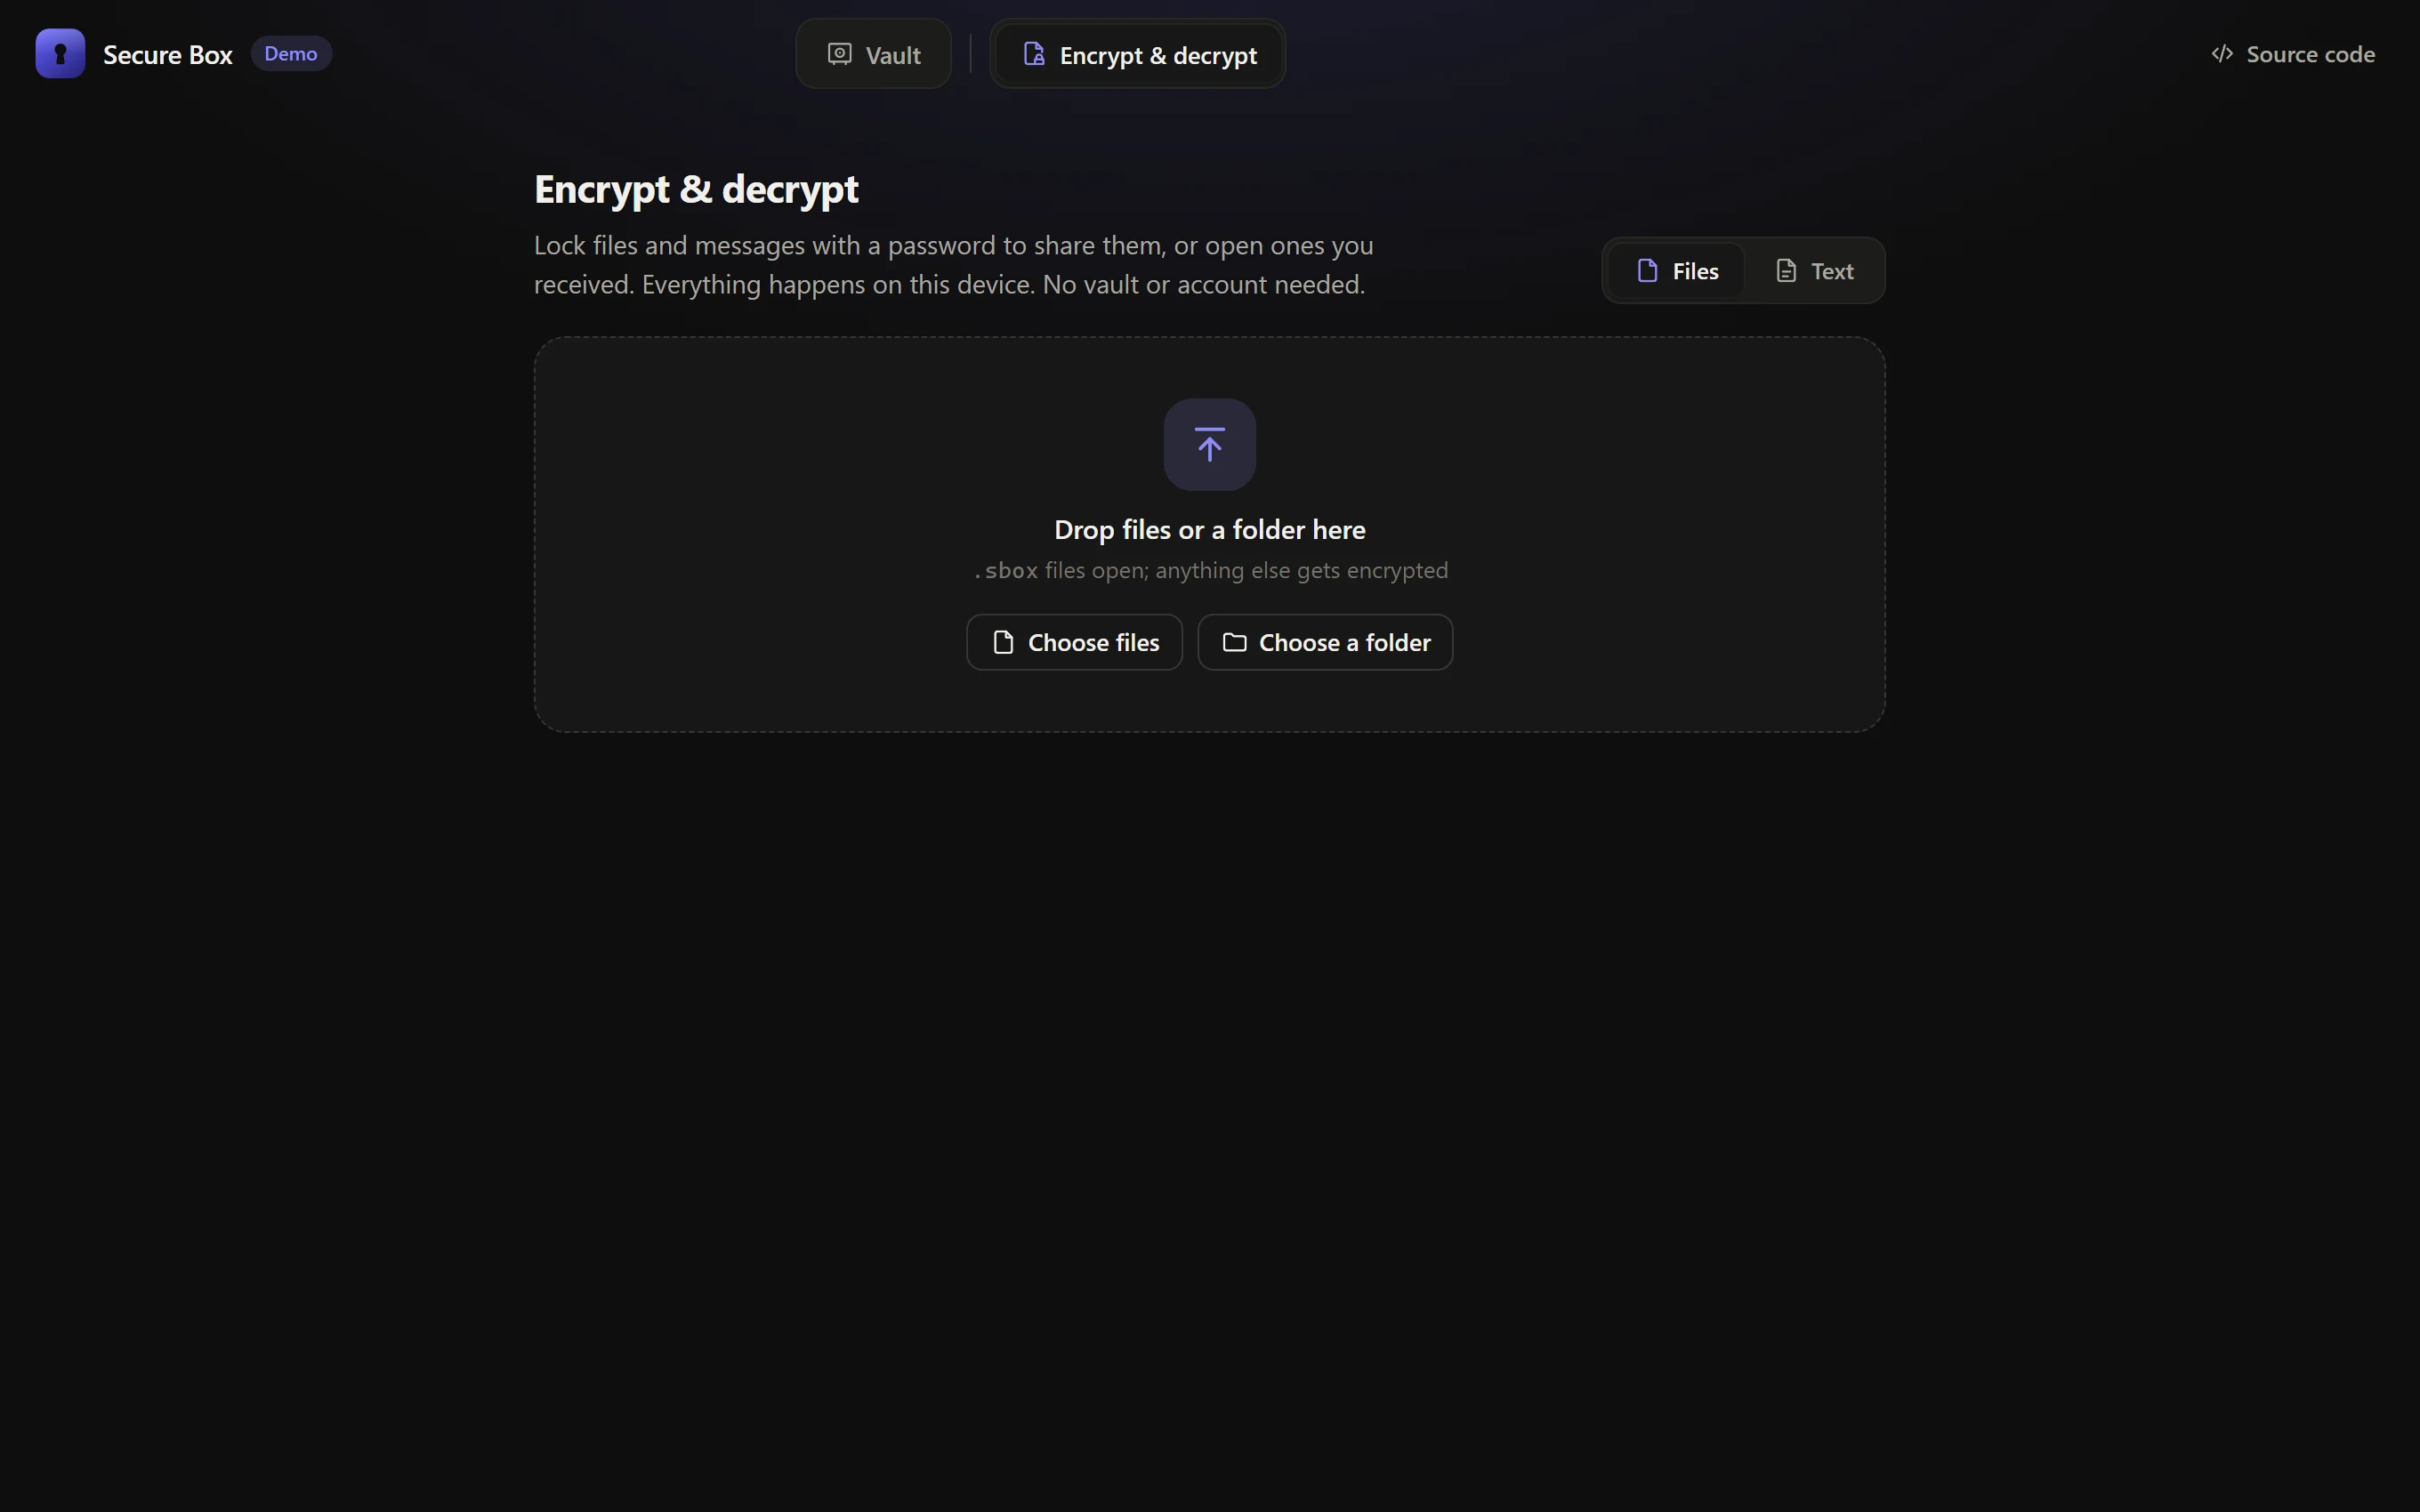 Secure Box
Demo
Vault
Encrypt & decrypt
Source code
Encrypt & decrypt
Lock files and messages with a password to share them, or open ones you
received. Everything happens on this device. No vault or account needed.
Files
Text
Drop files or a folder here
.sbox files open; anything else gets encrypted
Choose files
Choose a folder